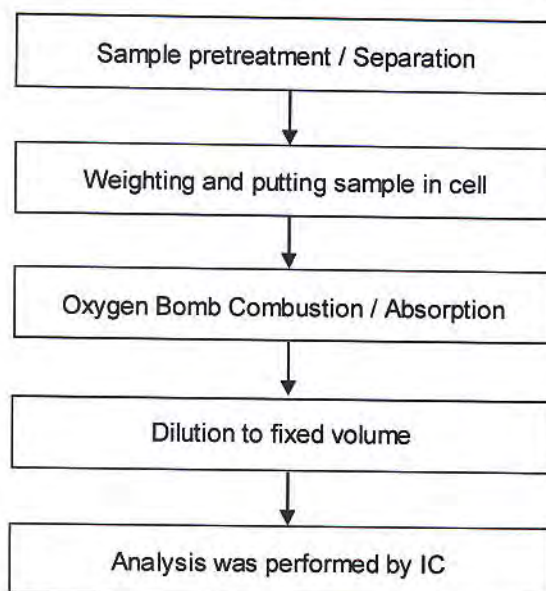 Sample pretreatment / Separation
Weighting and putting sample in cell
Oxygen Bomb Combustion / Absorption
Dilution to fixed volume
Analysis was performed by IC